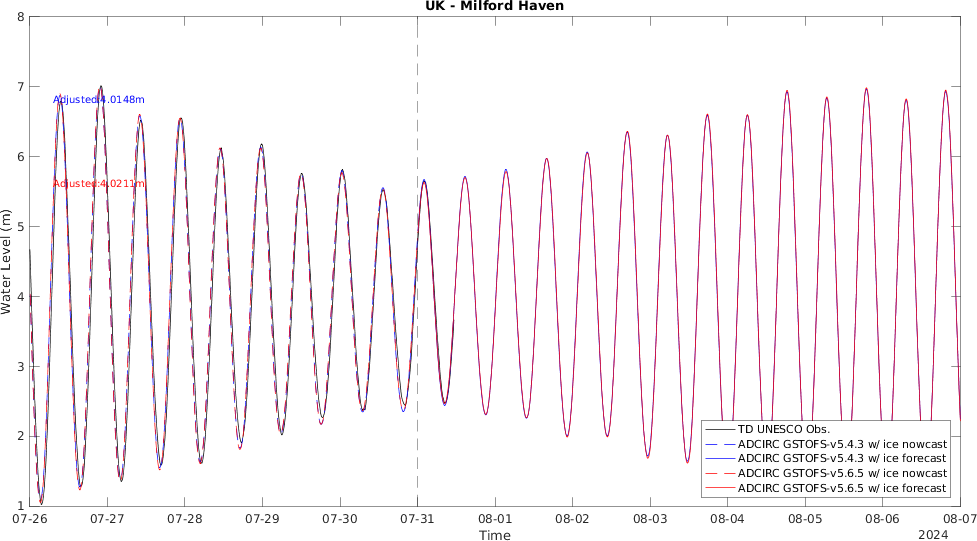 UK - Milford Haven
8
7
6
5
4
3
2
1
Water Level (m)
Adjusted:4.0148m
Adjusted:4.0211m
TD UNESCO Obs.
ADCIRC GSTOFS-v5.4.3 w/ ice nowcast
ADCIRC GSTOFS-v5.4.3 w/ ice forecast
ADCIRC GSTOFS-v5.6.5 w/ ice nowcast
ADCIRC GSTOFS-v5.6.5 w/ ice forecast
07-26 07-27 07-28 07-29 07-30 07-31 08-01 08-02 08-03 08-04 08-05 08-06 08-07
Time
2024